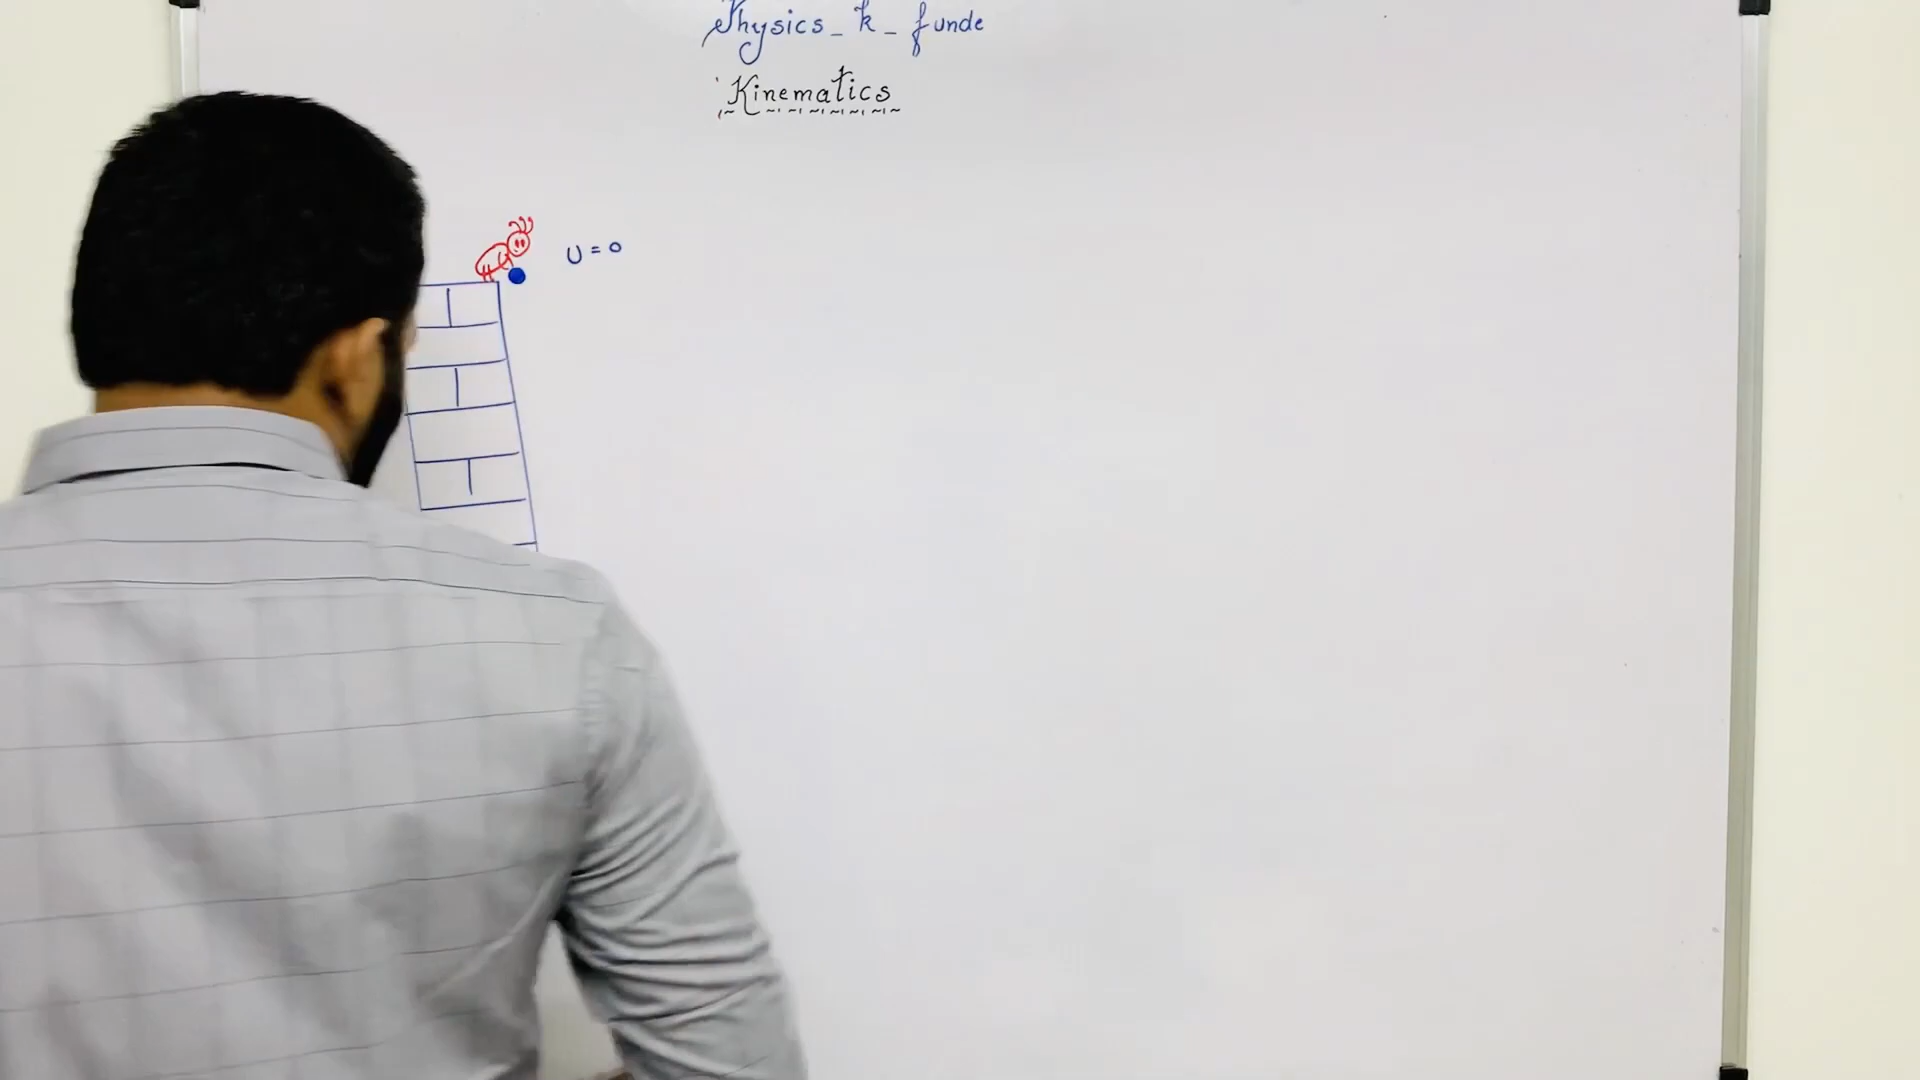 Physics_k_funde
Kinematics
U = 0